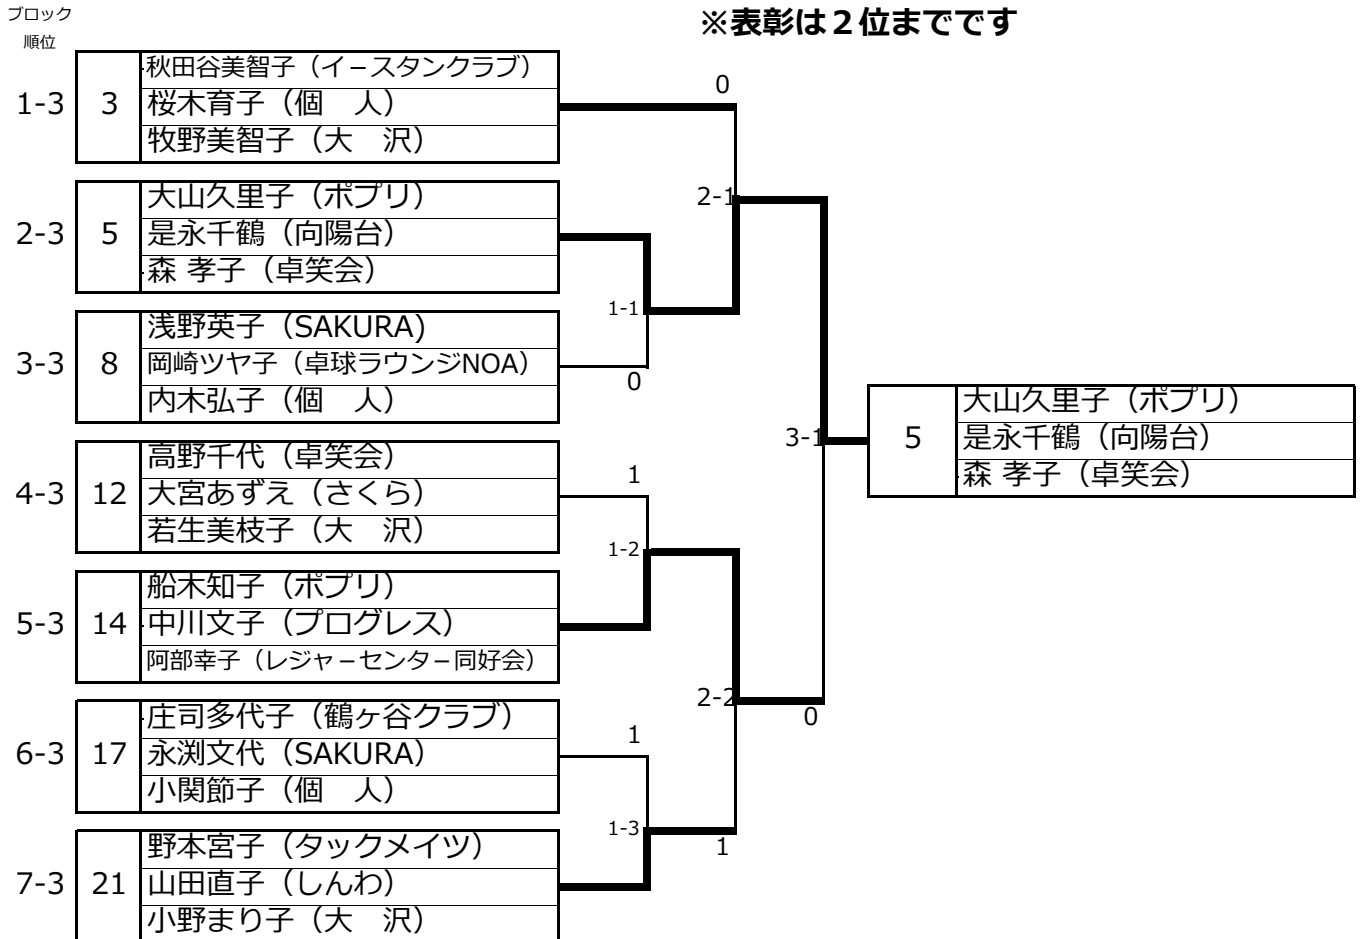 ブロック
順位
※表彰は２位までです
1-3 3 秋田谷美智子（イ－スタンクラブ）
桜木育子（個　人）
牧野美智子（大　沢）
0
2-3 5 大山久里子（ポプリ）
是永千鶴（向陽台）
森 孝子（卓笑会）
2-1
1-1
3-3 8 浅野英子（SAKURA)
岡崎ツヤ子（卓球ラウンジNOA）
内木弘子（個　人）
0
3-1
5 大山久里子（ポプリ）
是永千鶴（向陽台）
森 孝子（卓笑会）
4-3 12 高野千代（卓笑会）
大宮あずえ（さくら）
若生美枝子（大　沢）
1
1-2
5-3 14 船木知子（ポプリ）
中川文子（プログレス）
阿部幸子（レジャ－センタ－同好会）
2-2
0
6-3 17 庄司多代子（鶴ヶ谷クラブ）
永渕文代（SAKURA）
小関節子（個　人）
1
1-3
1
7-3 21 野本宮子（タックメイツ）
山田直子（しんわ）
小野まり子（大　沢）